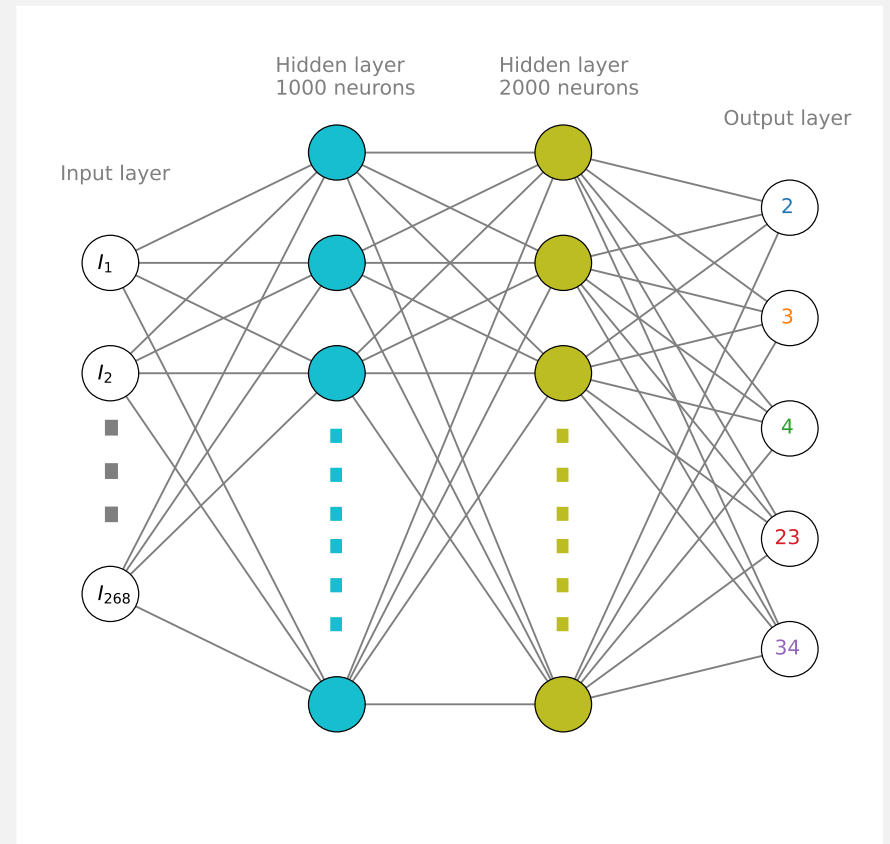 Hidden layer
1000 neurons
Hidden layer
2000 neurons
Output layer
Input layer
I₁
I₂
I₂₆₈
2
3
4
23
34